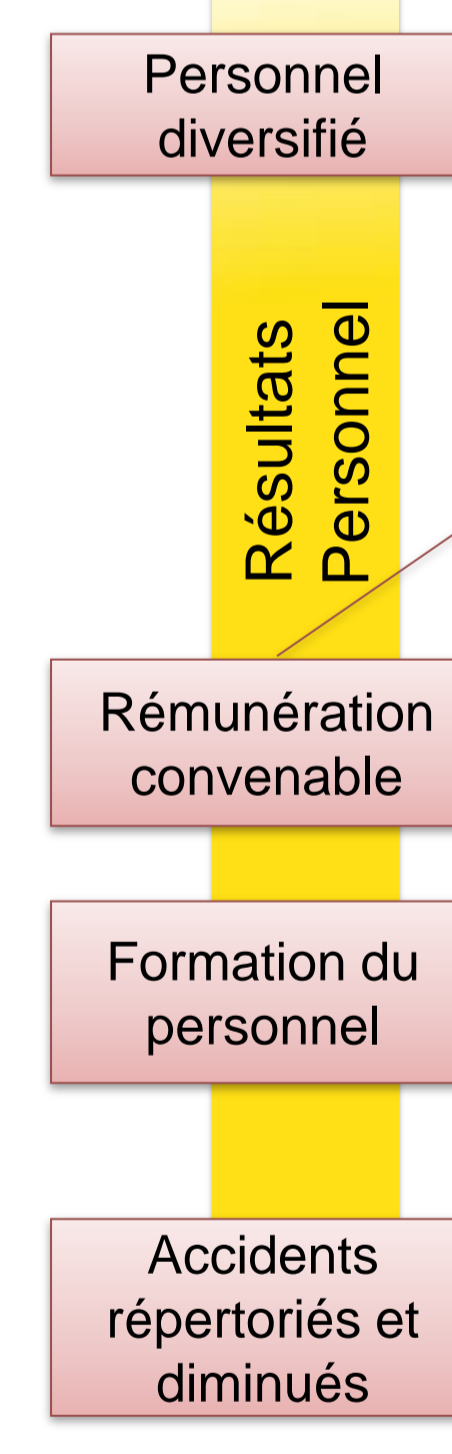 Personnel
diversifié
Résultats
Personnel
Rémunération
convenable
Formation du
personnel
Accidents
répertoriés et
diminués